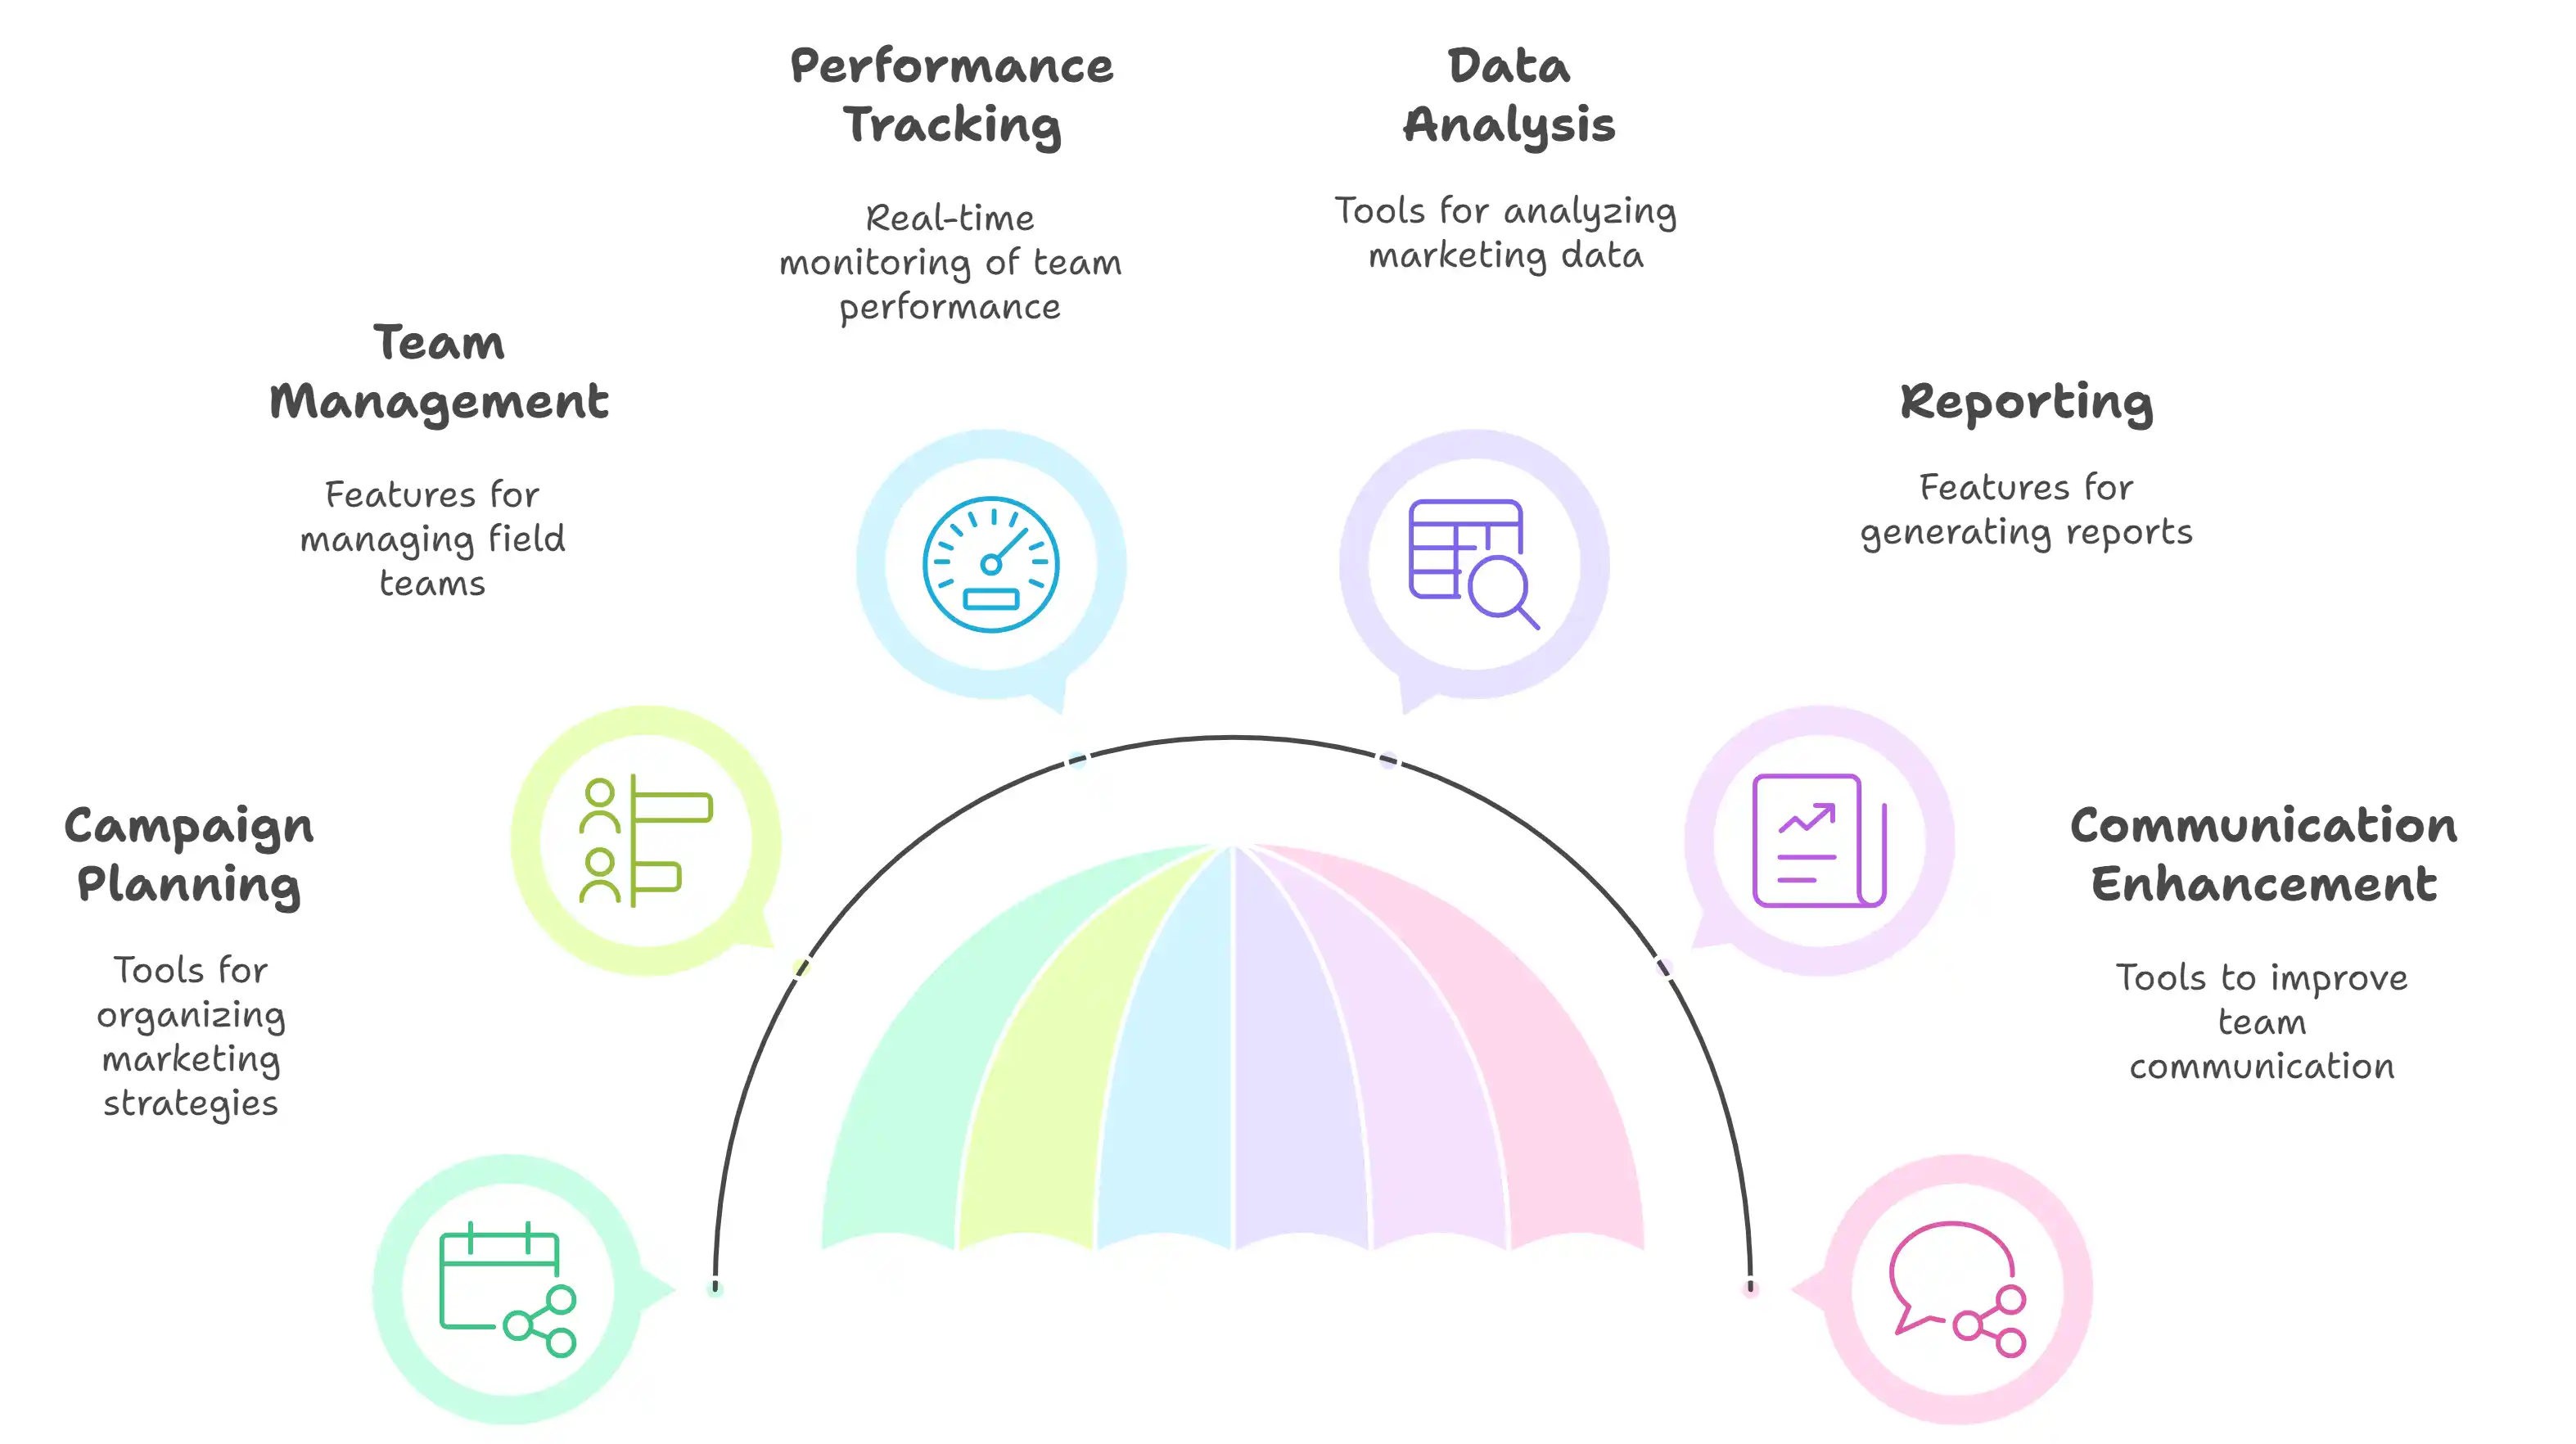 Performance
Tracking
Real-time
monitoring of team
performance
Data
Analysis
Tools for analyzing
marketing data
Team
Management
Features for
managing field
teams
Reporting
Features for
generating reports
Campaign
Planning
Tools for
organizing
marketing
strategies
Communication
Enhancement
Tools to improve
team
communication